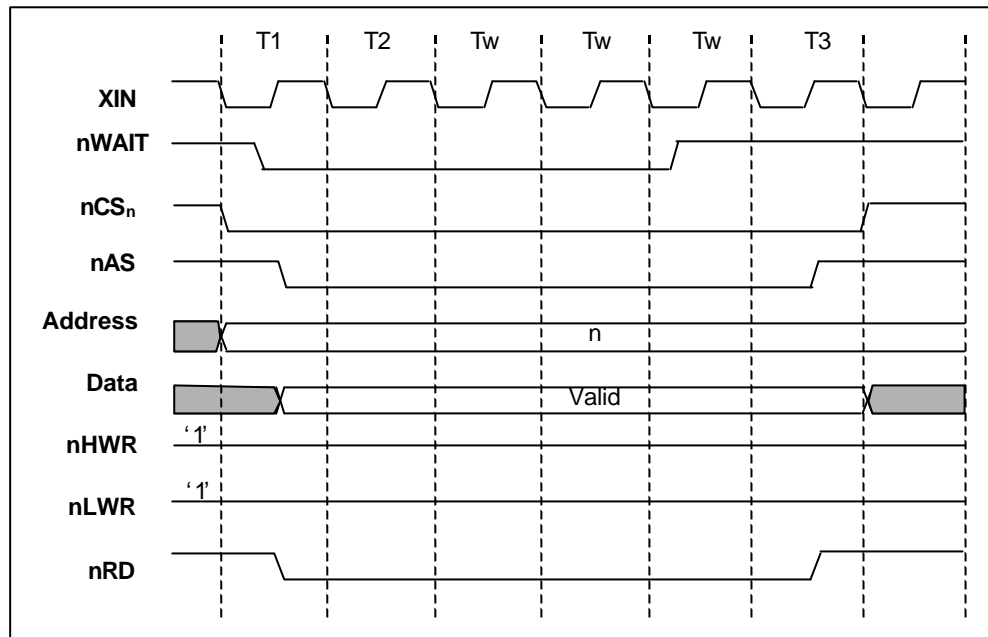 T1 T2 Tw Tw Tw T3
XIN
nWAIT
nCSn
nAS
Address
n
Data
Valid
nHWR
‘1’
nLWR
‘1’
nRD